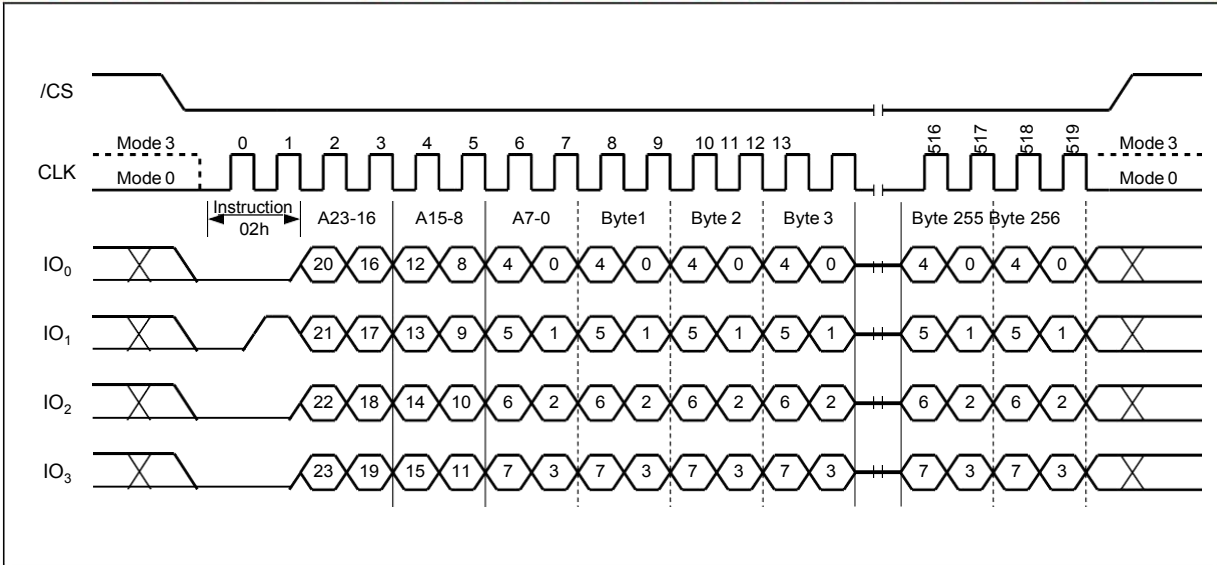 /CS
Mode 3 0 1 2 3 4 5 6 7 8 9 10 11 12 13 516 517 518 519 Mode 3
CLK
Mode 0 Mode 0
Instruction A23-16 A15-8 A7-0 Byte1 Byte 2 Byte 3 Byte 255 Byte 256
02h
IO0 20 16 12 8 4 0 4 0 4 0 4 0 4 0 4 0
IO1 21 17 13 9 5 1 5 1 5 1 5 1 5 1 5 1
IO2 22 18 14 10 6 2 6 2 6 2 6 2 6 2 6 2
IO3 23 19 15 11 7 3 7 3 7 3 7 3 7 3 7 3